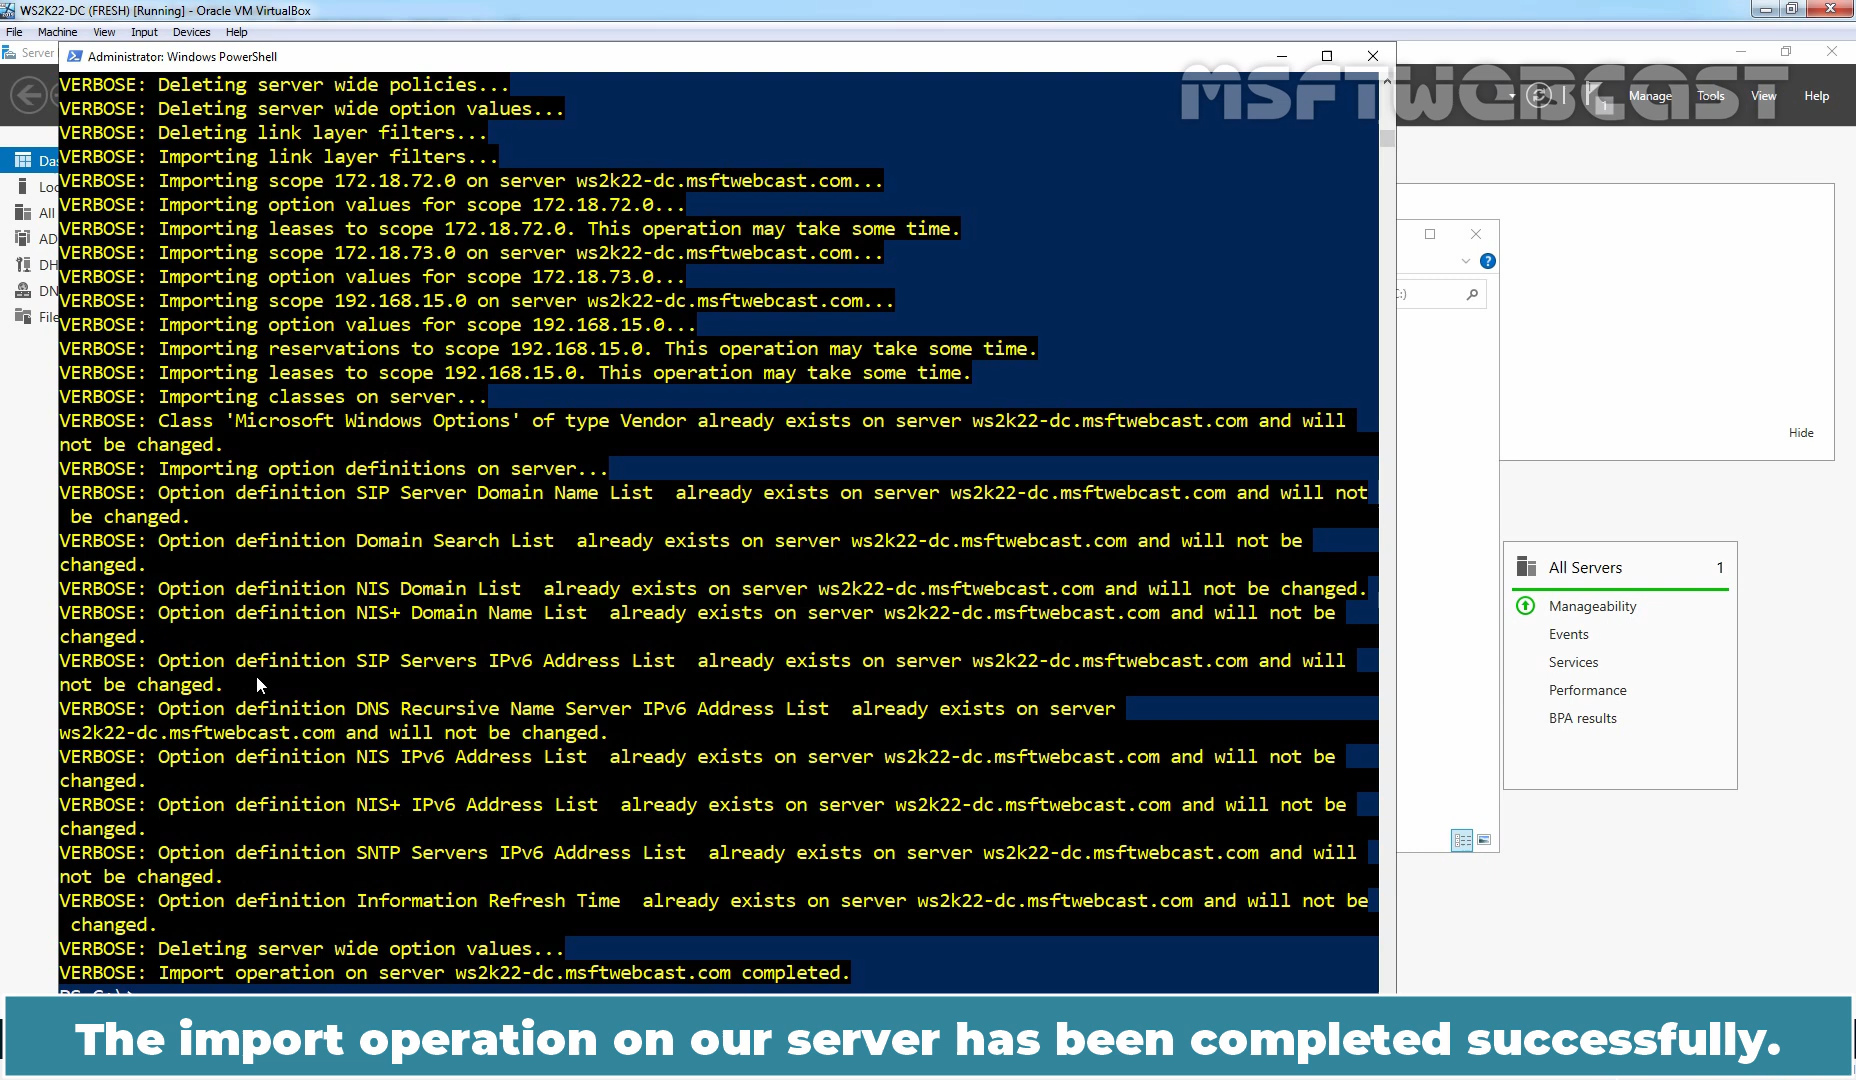 WS2K22-DC (FRESH) [Running] - Oracle VM VirtualBox
File Machine View Input Devices Help
Server
Administrator: Windows PowerShell
MSFTWEBCAST
Manage Tools View Help
1
Das
Loc
All
AD
DH
DN
File
VERBOSE: Deleting server wide policies...
VERBOSE: Deleting server wide option values...
VERBOSE: Deleting link layer filters...
VERBOSE: Importing link layer filters...
VERBOSE: Importing scope 172.18.72.0 on server ws2k22-dc.msftwebcast.com...
VERBOSE: Importing option values for scope 172.18.72.0...
VERBOSE: Importing leases to scope 172.18.72.0. This operation may take some time.
VERBOSE: Importing scope 172.18.73.0 on server ws2k22-dc.msftwebcast.com...
VERBOSE: Importing option values for scope 172.18.73.0...
VERBOSE: Importing scope 192.168.15.0 on server ws2k22-dc.msftwebcast.com...
VERBOSE: Importing option values for scope 192.168.15.0...
VERBOSE: Importing reservations to scope 192.168.15.0. This operation may take some time.
VERBOSE: Importing leases to scope 192.168.15.0. This operation may take some time.
VERBOSE: Importing classes on server...
VERBOSE: Class 'Microsoft Windows Options' of type Vendor already exists on server ws2k22-dc.msftwebcast.com and will
not be changed.
VERBOSE: Importing option definitions on server...
VERBOSE: Option definition SIP Server Domain Name List  already exists on server ws2k22-dc.msftwebcast.com and will not
be changed.
VERBOSE: Option definition Domain Search List  already exists on server ws2k22-dc.msftwebcast.com and will not be
changed.
VERBOSE: Option definition NIS Domain List  already exists on server ws2k22-dc.msftwebcast.com and will not be changed.
VERBOSE: Option definition NIS+ Domain Name List  already exists on server ws2k22-dc.msftwebcast.com and will not be
changed.
VERBOSE: Option definition SIP Servers IPv6 Address List  already exists on server ws2k22-dc.msftwebcast.com and will
not be changed.
VERBOSE: Option definition DNS Recursive Name Server IPv6 Address List  already exists on server
ws2k22-dc.msftwebcast.com and will not be changed.
VERBOSE: Option definition NIS IPv6 Address List  already exists on server ws2k22-dc.msftwebcast.com and will not be
changed.
VERBOSE: Option definition NIS+ IPv6 Address List  already exists on server ws2k22-dc.msftwebcast.com and will not be
changed.
VERBOSE: Option definition SNTP Servers IPv6 Address List  already exists on server ws2k22-dc.msftwebcast.com and will
not be changed.
VERBOSE: Option definition Information Refresh Time  already exists on server ws2k22-dc.msftwebcast.com and will not be
changed.
VERBOSE: Deleting server wide option values...
VERBOSE: Import operation on server ws2k22-dc.msftwebcast.com completed.
:)
Hide
All Servers 1
Manageability
Events
Services
Performance
BPA results
The import operation on our server has been completed successfully.